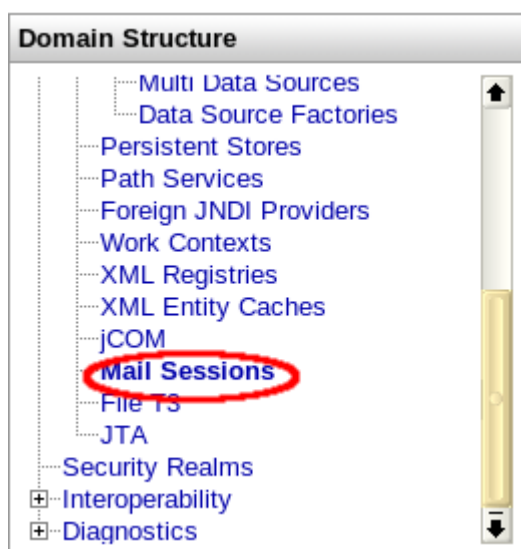 Domain Structure
Multi Data Sources
Data Source Factories
Persistent Stores
Path Services
Foreign JNDI Providers
Work Contexts
XML Registries
XML Entity Caches
jCOM
Mail Sessions
File T3
JTA
Security Realms
Interoperability
Diagnostics